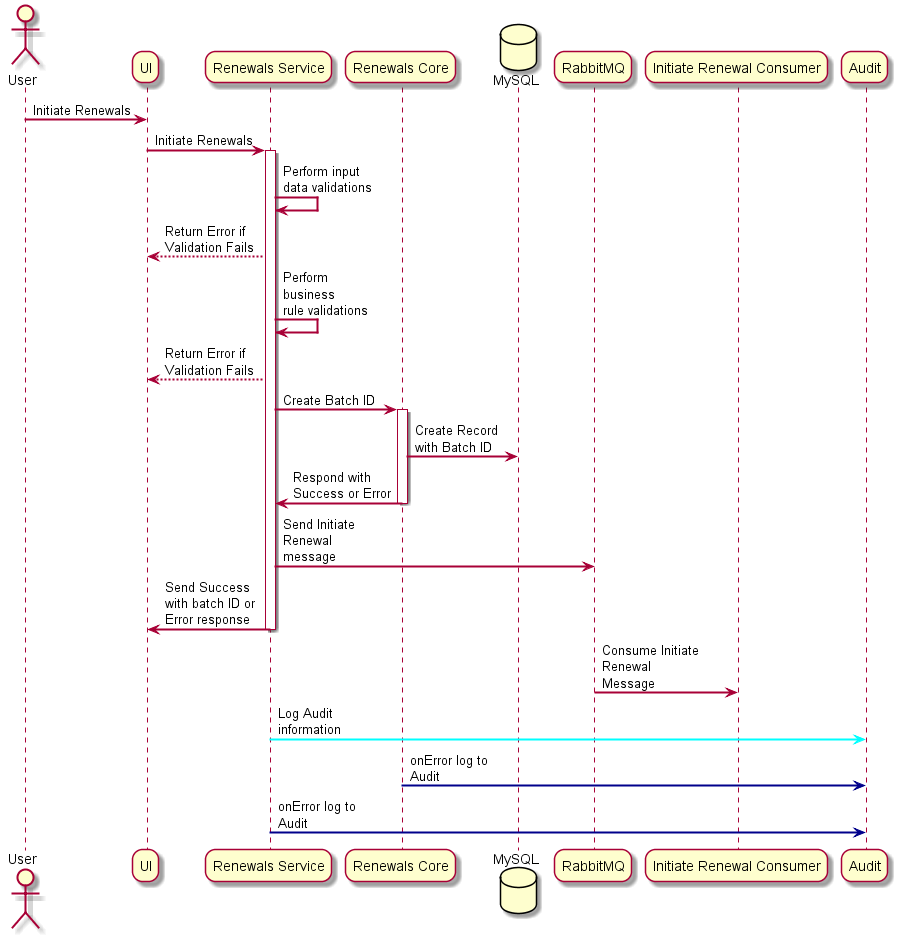 User
UI
Renewals Service
Renewals Core
MySQL
RabbitMQ
Initiate Renewal Consumer
Audit
Initiate Renewals
Initiate Renewals
Perform input
data validations
Return Error if
Validation Fails
Perform
business
rule validations
Return Error if
Validation Fails
Create Batch ID
Create Record
with Batch ID
Respond with
Success or Error
Send Initiate
Renewal
message
Send Success
with batch ID or
Error response
Consume Initiate
Renewal
Message
Log Audit
information
onError log to
Audit
onError log to
Audit
User
UI
Renewals Service
Renewals Core
MySQL
RabbitMQ
Initiate Renewal Consumer
Audit